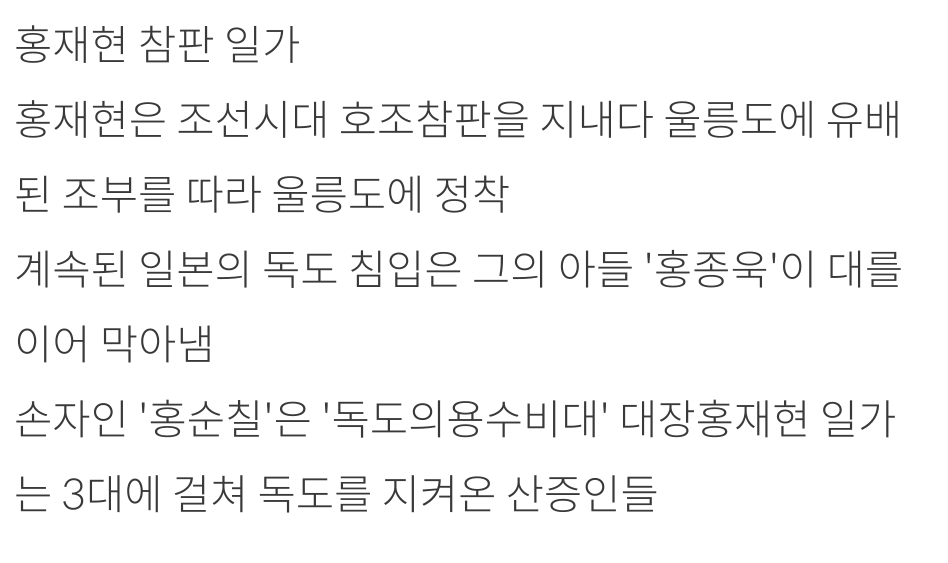 홍재현 참판 일가
홍재현은 조선시대 호조참판을 지내다 울릉도에 유배
된 조부를 따라 울릉도에 정착
계속된 일본의 독도 침입은 그의 아들 '홍종욱'이 대를
이어 막아냄
손자인 '홍순칠'은 '독도의용수비대' 대장홍재현 일가
는 3대에 걸쳐 독도를 지켜온 산증인들